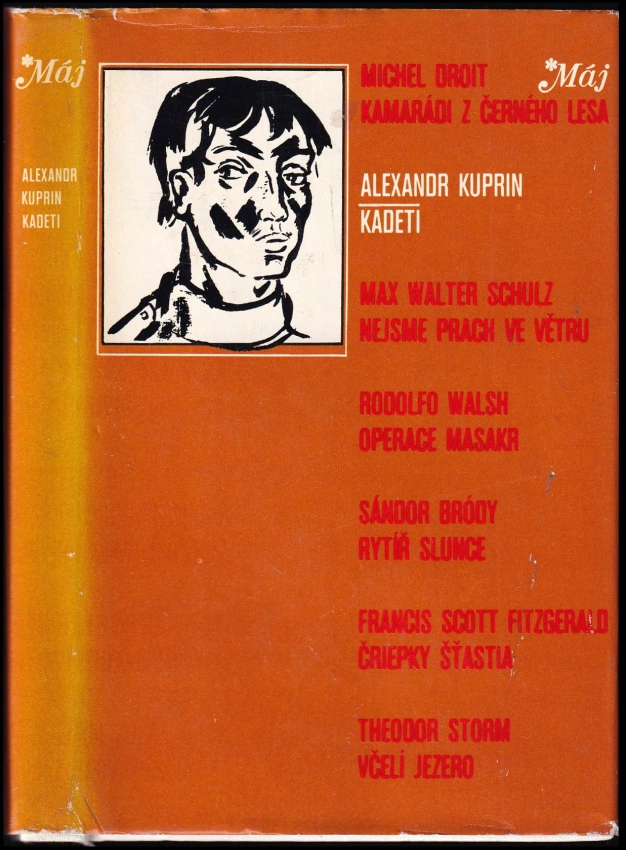 *Máj
ALEXANDR
KUPRIN
KADETI
*Máj
MICHEL DROIT
KAMARÁDI Z ČERNÉHO LESA
ALEXANDR KUPRIN
KADETI
MAX WALTER SCHULZ
NEJSME PRACH VE VĚTRU
RODOLFO WALSH
OPERACE MASAKR
SÁNDOR BRÓDY
RYTÍŘ SLUNCE
FRANCIS SCOTT FITZGERALD
ČRIEPKY ŠŤASTIA
THEODOR STORM
VČELÍ JEZERO